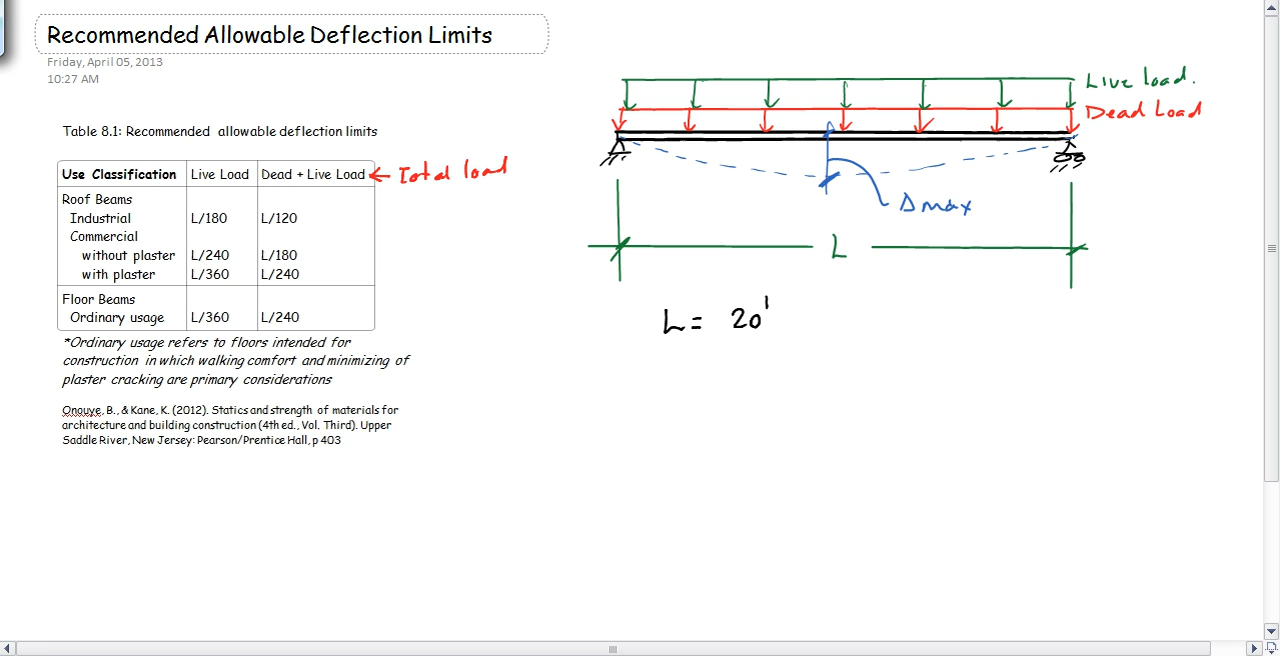 Recommended Allowable Deflection Limits
Friday, April 05, 2013
10:27 AM
Table 8.1: Recommended allowable deflection limits
Use Classification Live Load Dead + Live Load ← Total load
Roof Beams
Industrial L/180 L/120
Commercial
without plaster L/240 L/180
with plaster L/360 L/240
Floor Beams
Ordinary usage L/360 L/240
*Ordinary usage refers to floors intended for
construction in which walking comfort and minimizing of
plaster cracking are primary considerations
Onouye, B., & Kane, K. (2012). Statics and strength of materials for
architecture and building construction (4th ed., Vol. Third). Upper
Saddle River, New Jersey: Pearson/Prentice Hall, p 403
Live load.
Dead Load
Δmax
L
L = 20'